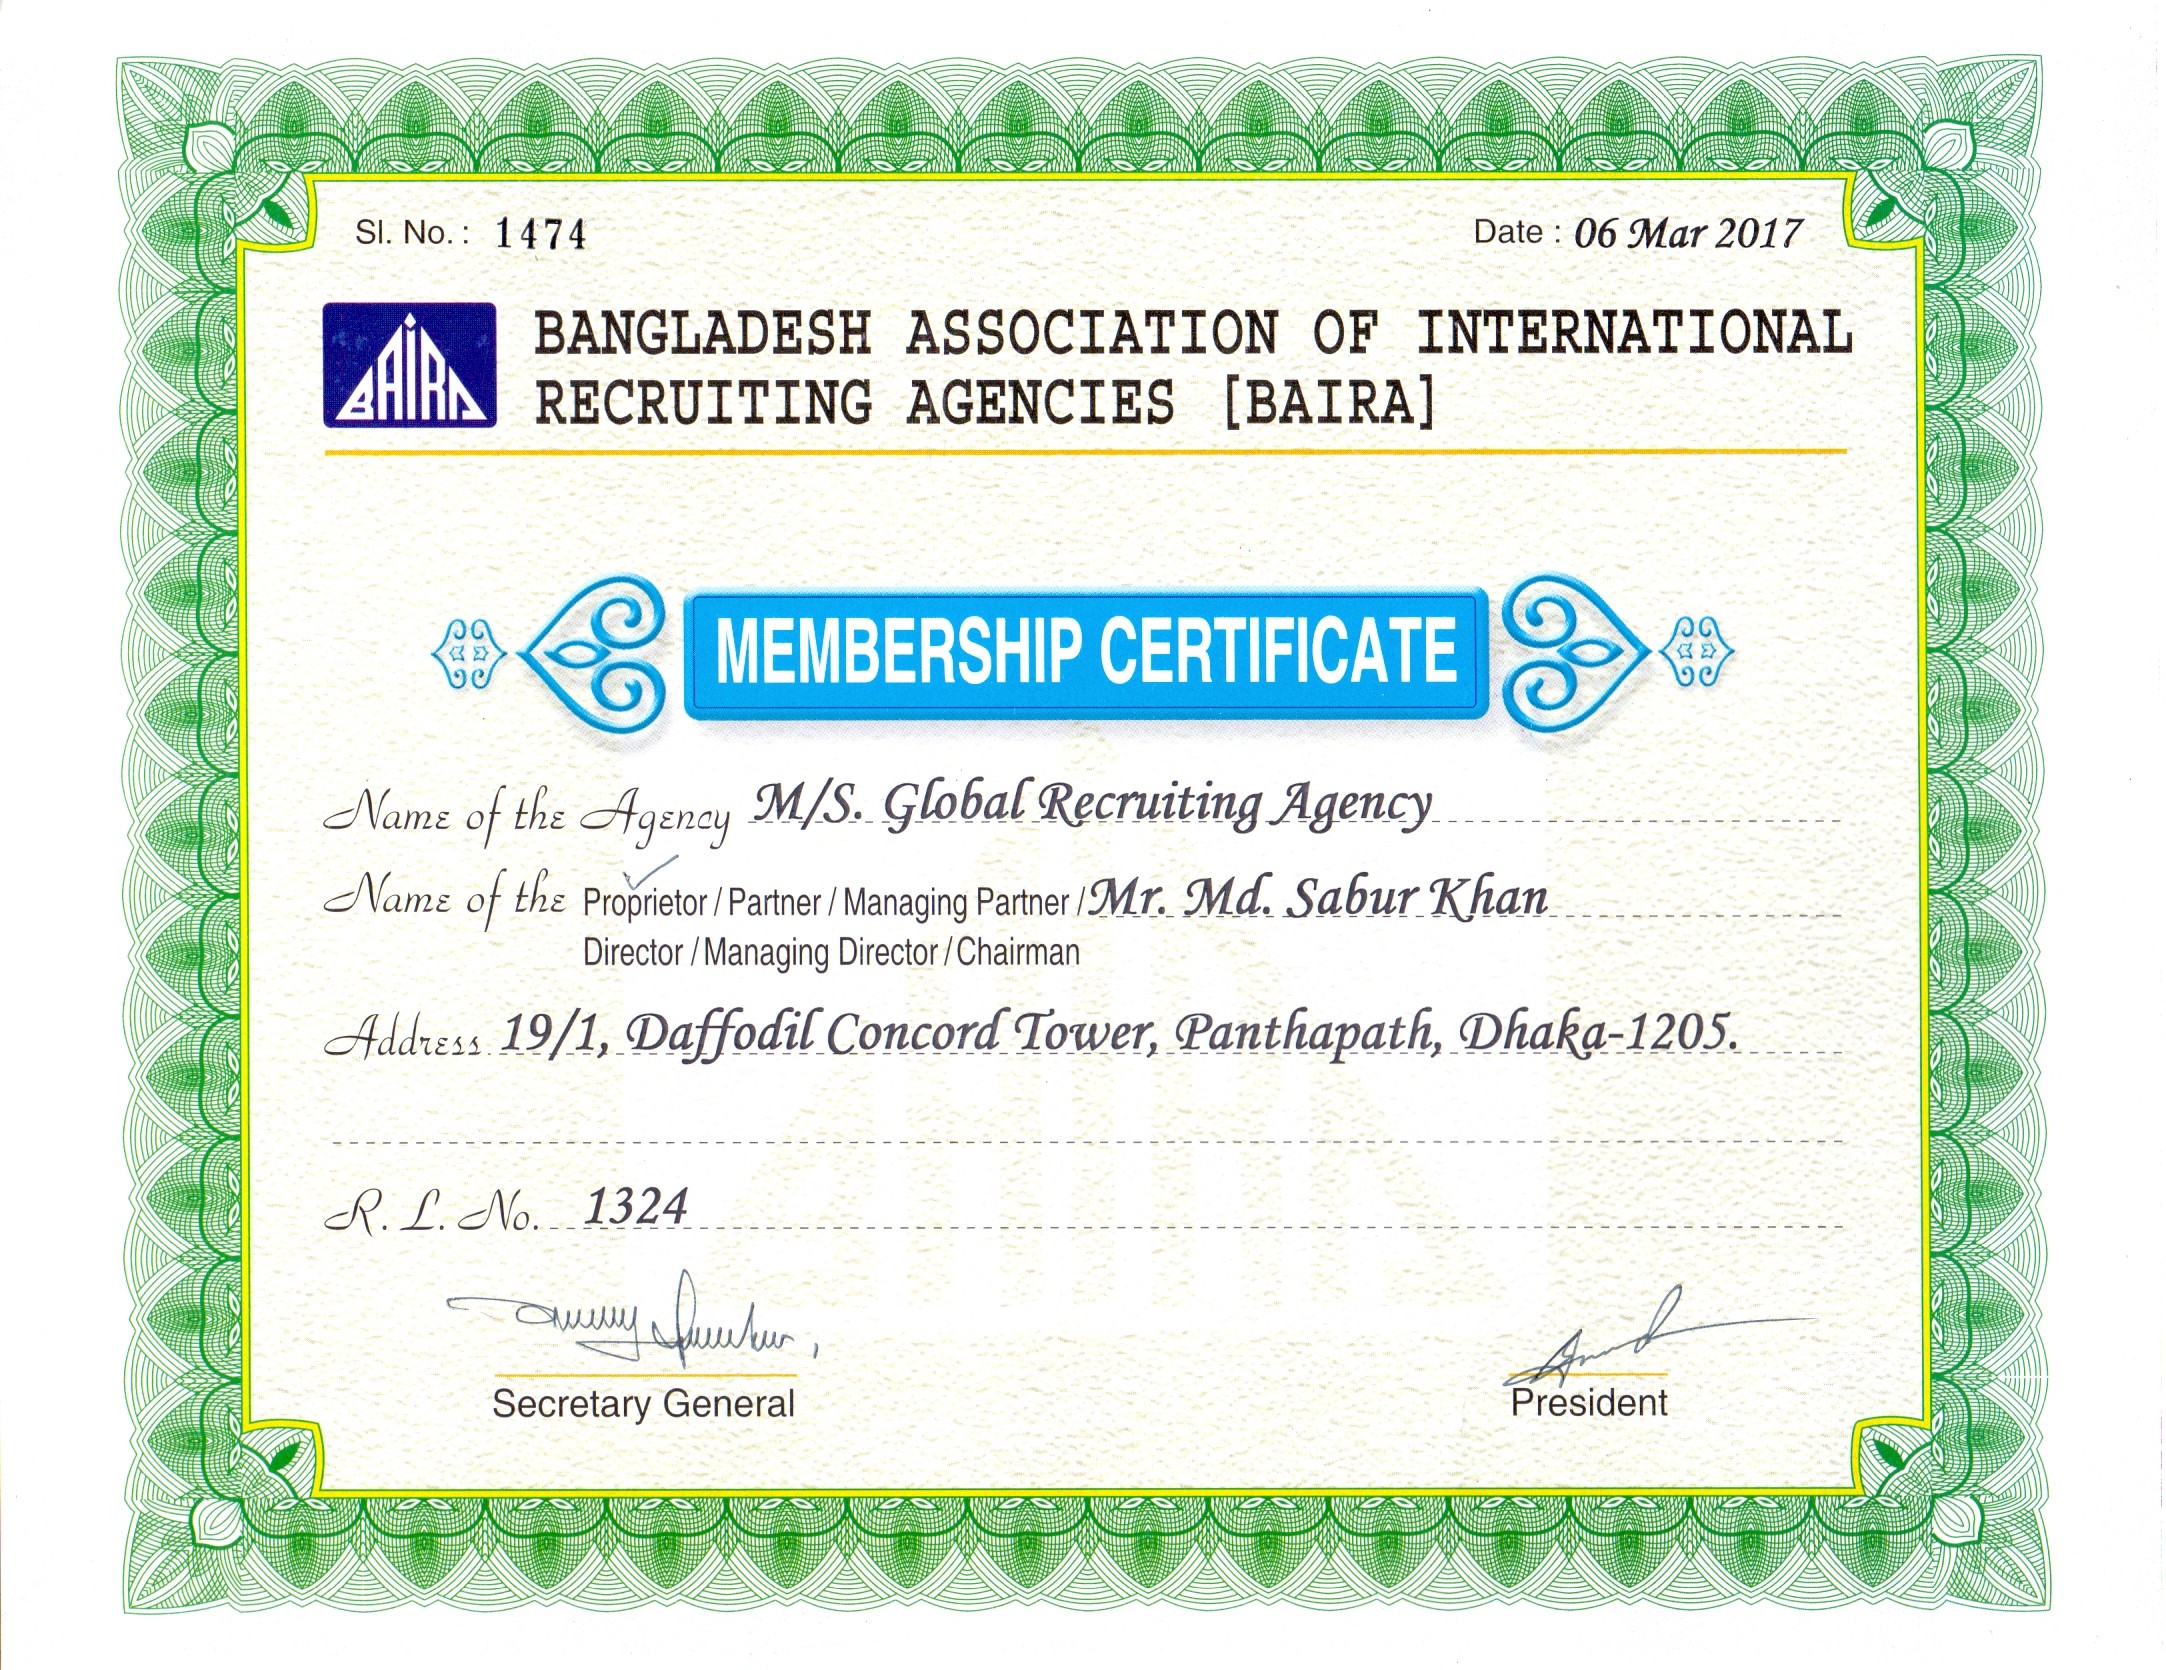 Sl. No. : 1474
Date : 06 Mar 2017
BAIRA
BANGLADESH ASSOCIATION OF INTERNATIONAL
RECRUITING AGENCIES [BAIRA]
MEMBERSHIP CERTIFICATE
Name of the Agency M/S. Global Recruiting Agency
Name of the Proprietor / Partner / Managing Partner / Mr. Md. Sabur Khan
Director / Managing Director / Chairman
Address 19/1, Daffodil Concord Tower, Panthapath, Dhaka-1205.
R. L. No. 1324
Secretary General
President